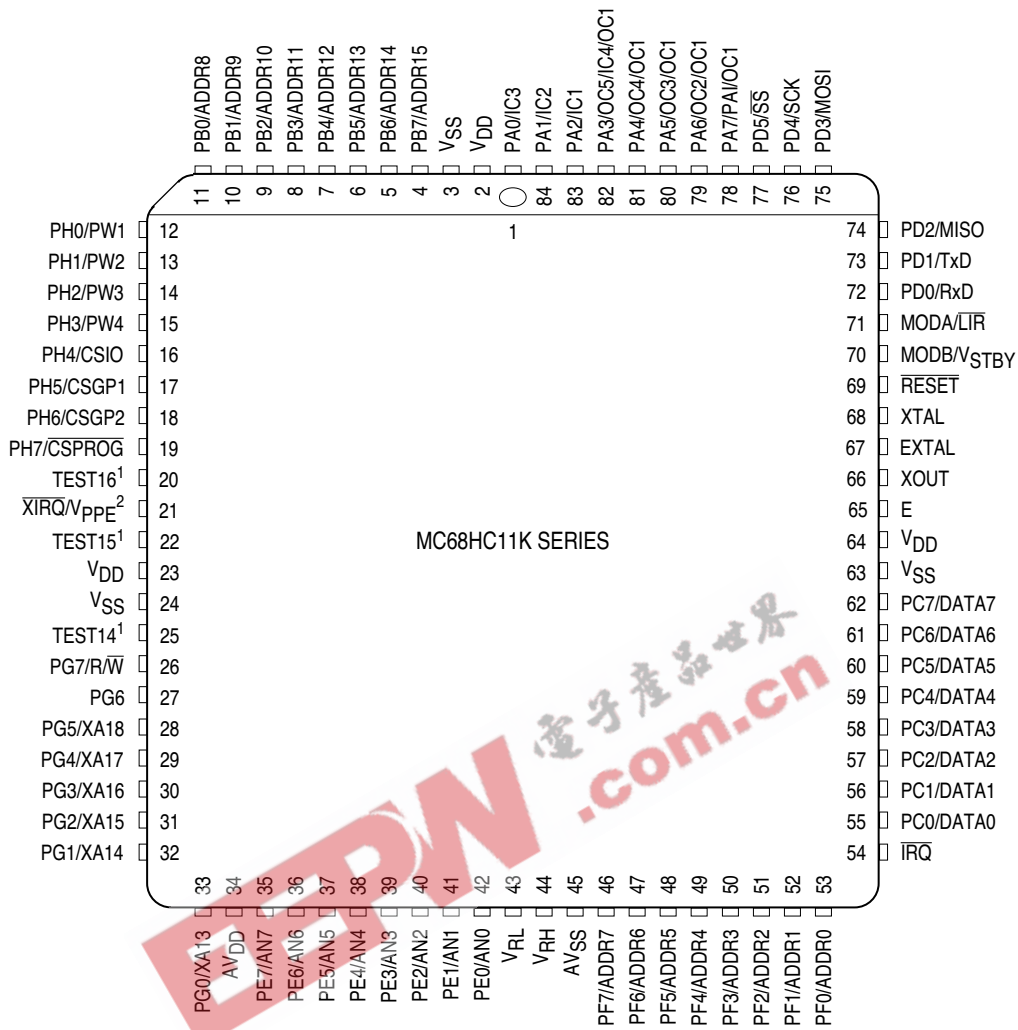 PB0/ADDR8
PB1/ADDR9
PB2/ADDR10
PB3/ADDR11
PB4/ADDR12
PB5/ADDR13
PB6/ADDR14
PB7/ADDR15
VSS
VDD
PA0/IC3
PA1/IC2
PA2/IC1
PA3/OC5/IC4/OC1
PA4/OC4/OC1
PA5/OC3/OC1
PA6/OC2/OC1
PA7/PAI/OC1
PD5/SS
PD4/SCK
PD3/MOSI
11 10 9 8 7 6 5 4 3 2 84 83 82 81 80 79 78 77 76 75
1
PH0/PW1 12
PH1/PW2 13
PH2/PW3 14
PH3/PW4 15
PH4/CSIO 16
PH5/CSGP1 17
PH6/CSGP2 18
PH7/CSPROG 19
TEST16¹ 20
XIRQ/VPPE² 21
TEST15¹ 22
VDD 23
VSS 24
TEST14¹ 25
PG7/R/W 26
PG6 27
PG5/XA18 28
PG4/XA17 29
PG3/XA16 30
PG2/XA15 31
PG1/XA14 32
MC68HC11K SERIES
74 PD2/MISO
73 PD1/TxD
72 PD0/RxD
71 MODA/LIR
70 MODB/VSTBY
69 RESET
68 XTAL
67 EXTAL
66 XOUT
65 E
64 VDD
63 VSS
62 PC7/DATA7
61 PC6/DATA6
60 PC5/DATA5
59 PC4/DATA4
58 PC3/DATA3
57 PC2/DATA2
56 PC1/DATA1
55 PC0/DATA0
54 IRQ
電子產品世界
EEPW .com.cn
33 34 35 36 37 38 39 40 41 42 43 44 45 46 47 48 49 50 51 52 53
PG0/XA13
AVDD
PE7/AN7
PE6/AN6
PE5/AN5
PE4/AN4
PE3/AN3
PE2/AN2
PE1/AN1
PE0/AN0
VRL
VRH
AVSS
PF7/ADDR7
PF6/ADDR6
PF5/ADDR5
PF4/ADDR4
PF3/ADDR3
PF2/ADDR2
PF1/ADDR1
PF0/ADDR0